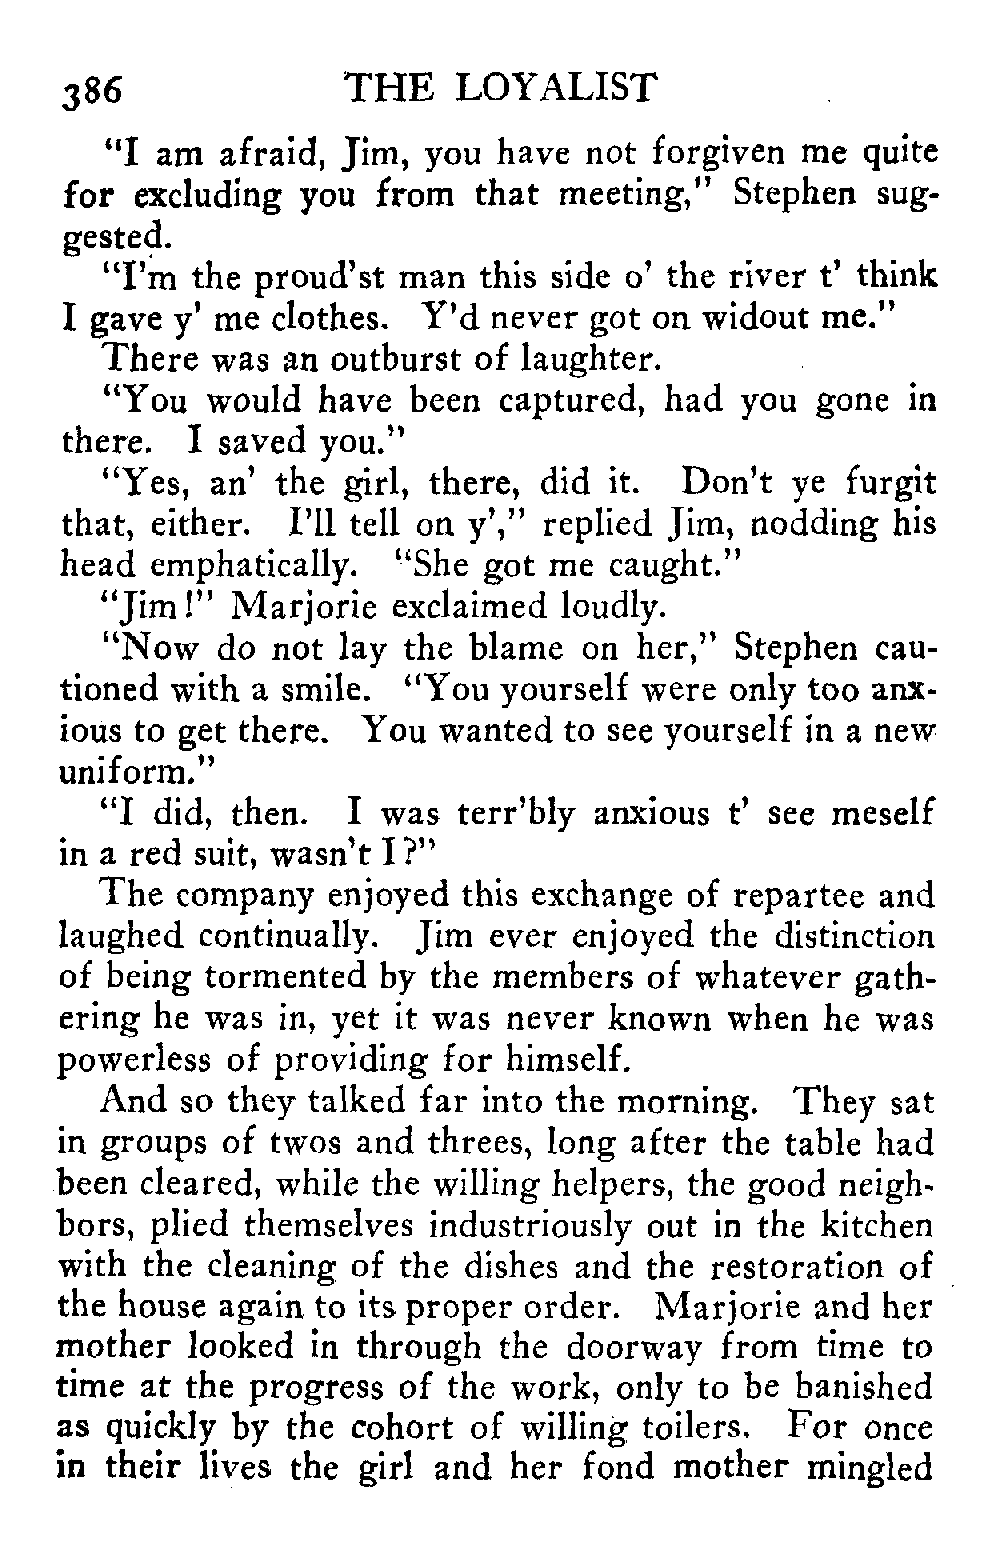 386 THE LOYALIST
"I am afraid, Jim, you have not forgiven me quite
for excluding you from that meeting," Stephen sug-
gested.
"I'm the proud'st man this side o' the river t' think
I gave y' me clothes. Y'd never got on widout me."
There was an outburst of laughter.
"You would have been captured, had you gone in
there. I saved you."
"Yes, an' the girl, there, did it. Don't ye furgit
that, either. I'll tell on y'," replied Jim, nodding his
head emphatically. "She got me caught."
"Jim!" Marjorie exclaimed loudly.
"Now do not lay the blame on her," Stephen cau-
tioned with a smile. "You yourself were only too anx-
ious to get there. You wanted to see yourself in a new
uniform."
"I did, then. I was terr'bly anxious t' see meself
in a red suit, wasn't I?"
The company enjoyed this exchange of repartee and
laughed continually. Jim ever enjoyed the distinction
of being tormented by the members of whatever gath-
ering he was in, yet it was never known when he was
powerless of providing for himself.
And so they talked far into the morning. They sat
in groups of twos and threes, long after the table had
been cleared, while the willing helpers, the good neigh-
bors, plied themselves industriously out in the kitchen
with the cleaning of the dishes and the restoration of
the house again to its proper order. Marjorie and her
mother looked in through the doorway from time to
time at the progress of the work, only to be banished
as quickly by the cohort of willing toilers. For once
in their lives the girl and her fond mother mingled